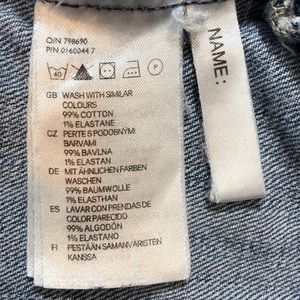 O/N 798690
P/N 0160044 7
40 P
GB WASH WITH SIMILAR
COLOURS
99% COTTON
1% ELASTANE
CZ PERTE S PODOBNÝMI
BARVAMI
99% BAVLNA
1% ELASTAN
DE MIT ÄHNLICHEN FARBEN
WASCHEN
99% BAUMWOLLE
1% ELASTHAN
ES LAVAR CON PRENDAS DE
COLOR PARECIDO
99% ALGODÓN
1% ELASTANO
FI PESTÄÄN SAMANVÄRISTEN
KANSSA
NAME: